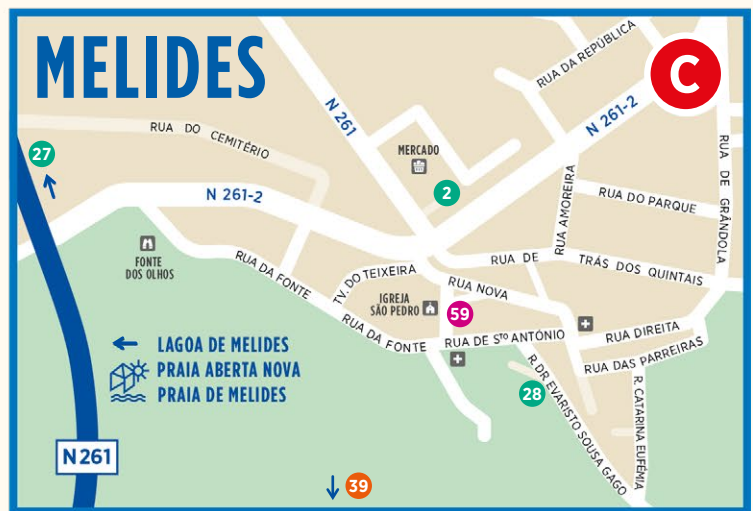 MELIDES
C
RUA DA REPÚBLICA
N 261
N 261-2
RUA DO CEMITÉRIO
27
MERCADO
2
RUA DE GRÂNDOLA
RUA AMOREIRA
RUA DO PARQUE
N 261-2
FONTE
DOS OLHOS
RUA DA FONTE
TV. DO TEIXEIRA
RUA DE
TRÁS DOS QUINTAIS
RUA NOVA
IGREJA
SÃO PEDRO
59
RUA DA FONTE
RUA DE STO ANTÓNIO
RUA DIREITA
RUA DAS PARREIRAS
LAGOA DE MELIDES
PRAIA ABERTA NOVA
PRAIA DE MELIDES
28
R. DR EVARISTO SOUSA GAGO
R. CATARINA EUFÉMIA
N261
39